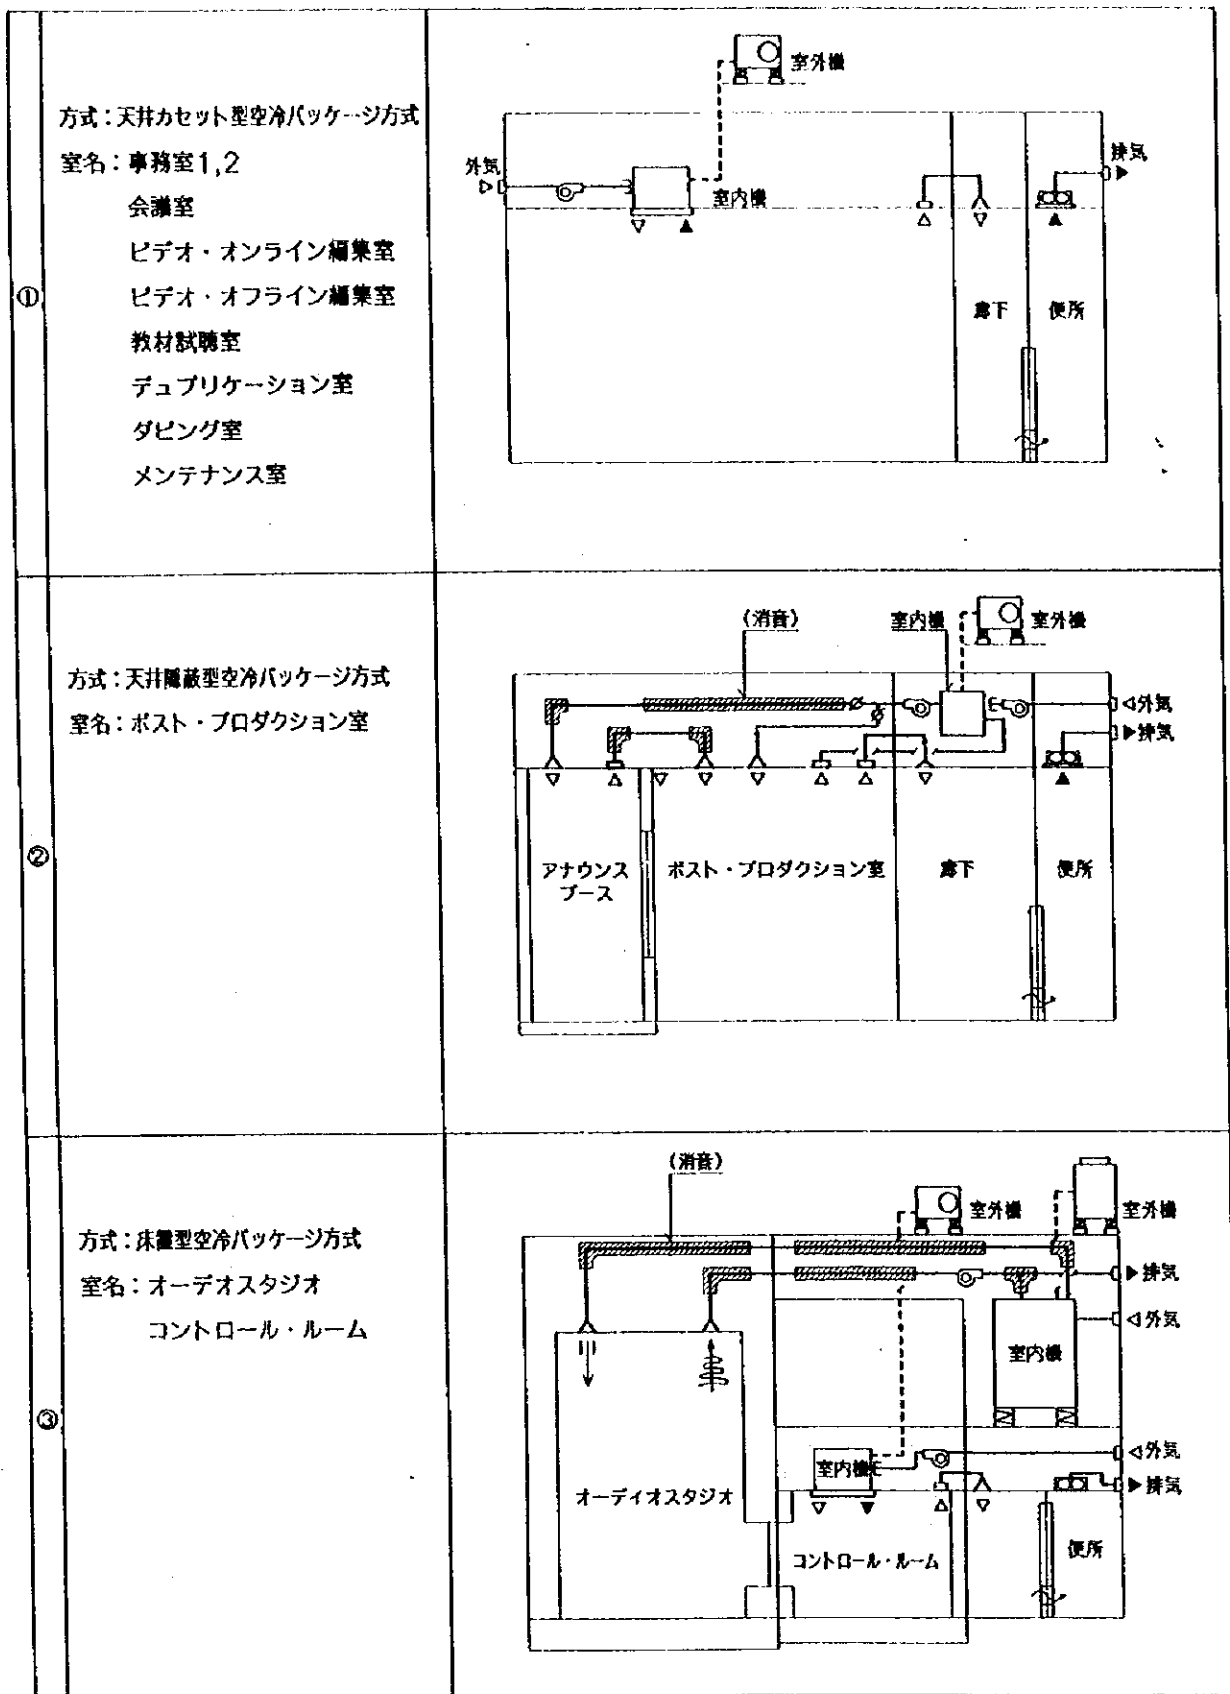 ①
方式：天井カセット型空冷パッケージ方式
室名：事務室1,2
会議室
ビデオ・オンライン編集室
ビデオ・オフライン編集室
教材試聴室
デュプリケーション室
ダビング室
メンテナンス室
室外機
外気
室内機
排気
廊下
便所
②
方式：天井隠蔽型空冷パッケージ方式
室名：ポスト・プロダクション室
(消音)
室内機
室外機
外気
排気
アナウンス
ブース
ポスト・プロダクション室
廊下
便所
③
方式：床置型空冷パッケージ方式
室名：オーデオスタジオ
コントロール・ルーム
(消音)
室外機
室外機
排気
外気
室内機
外気
室内機
排気
オーディオスタジオ
コントロール・ルーム
便所